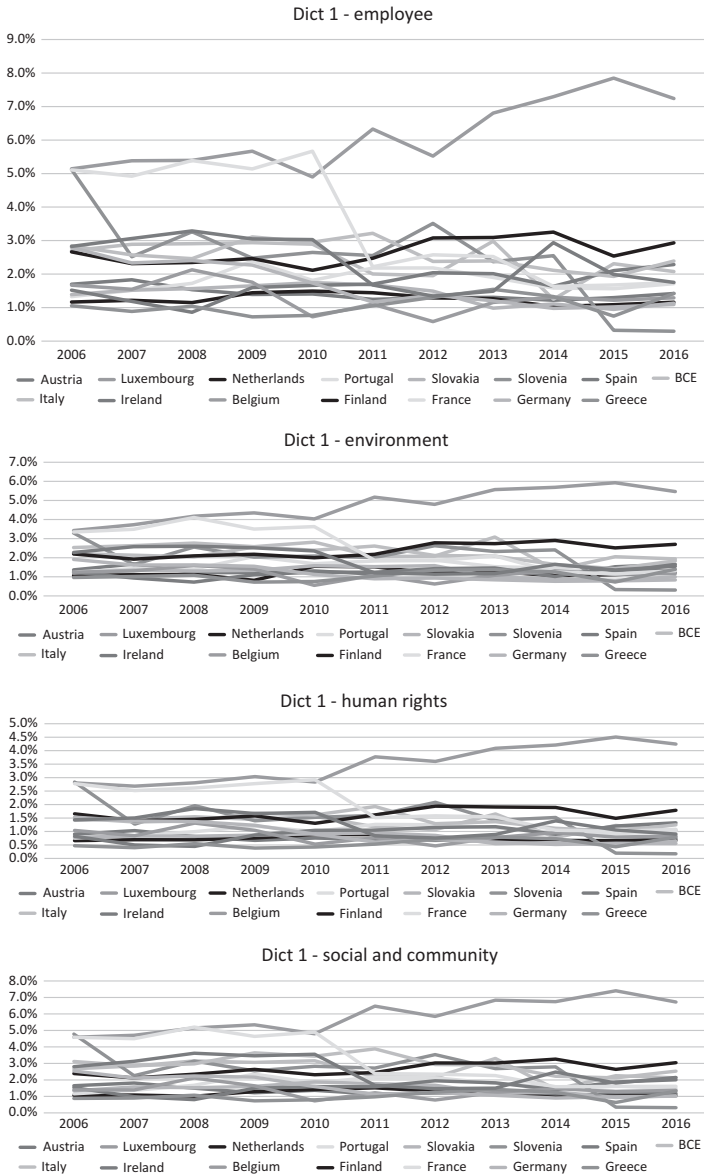 Dict 1 - employee
9.0%
8.0%
7.0%
6.0%
5.0%
4.0%
3.0%
2.0%
1.0%
0.0%
2006 2007 2008 2009 2010 2011 2012 2013 2014 2015 2016
Austria Luxembourg Netherlands Portugal Slovakia Slovenia Spain BCE
Italy Ireland Belgium Finland France Germany Greece
Dict 1 - environment
7.0%
6.0%
5.0%
4.0%
3.0%
2.0%
1.0%
0.0%
2006 2007 2008 2009 2010 2011 2012 2013 2014 2015 2016
Austria Luxembourg Netherlands Portugal Slovakia Slovenia Spain BCE
Italy Ireland Belgium Finland France Germany Greece
Dict 1 - human rights
5.0%
4.5%
4.0%
3.5%
3.0%
2.5%
2.0%
1.5%
1.0%
0.5%
0.0%
2006 2007 2008 2009 2010 2011 2012 2013 2014 2015 2016
Austria Luxembourg Netherlands Portugal Slovakia Slovenia Spain BCE
Italy Ireland Belgium Finland France Germany Greece
Dict 1 - social and community
8.0%
7.0%
6.0%
5.0%
4.0%
3.0%
2.0%
1.0%
0.0%
2006 2007 2008 2009 2010 2011 2012 2013 2014 2015 2016
Austria Luxembourg Netherlands Portugal Slovakia Slovenia Spain BCE
Italy Ireland Belgium Finland France Germany Greece